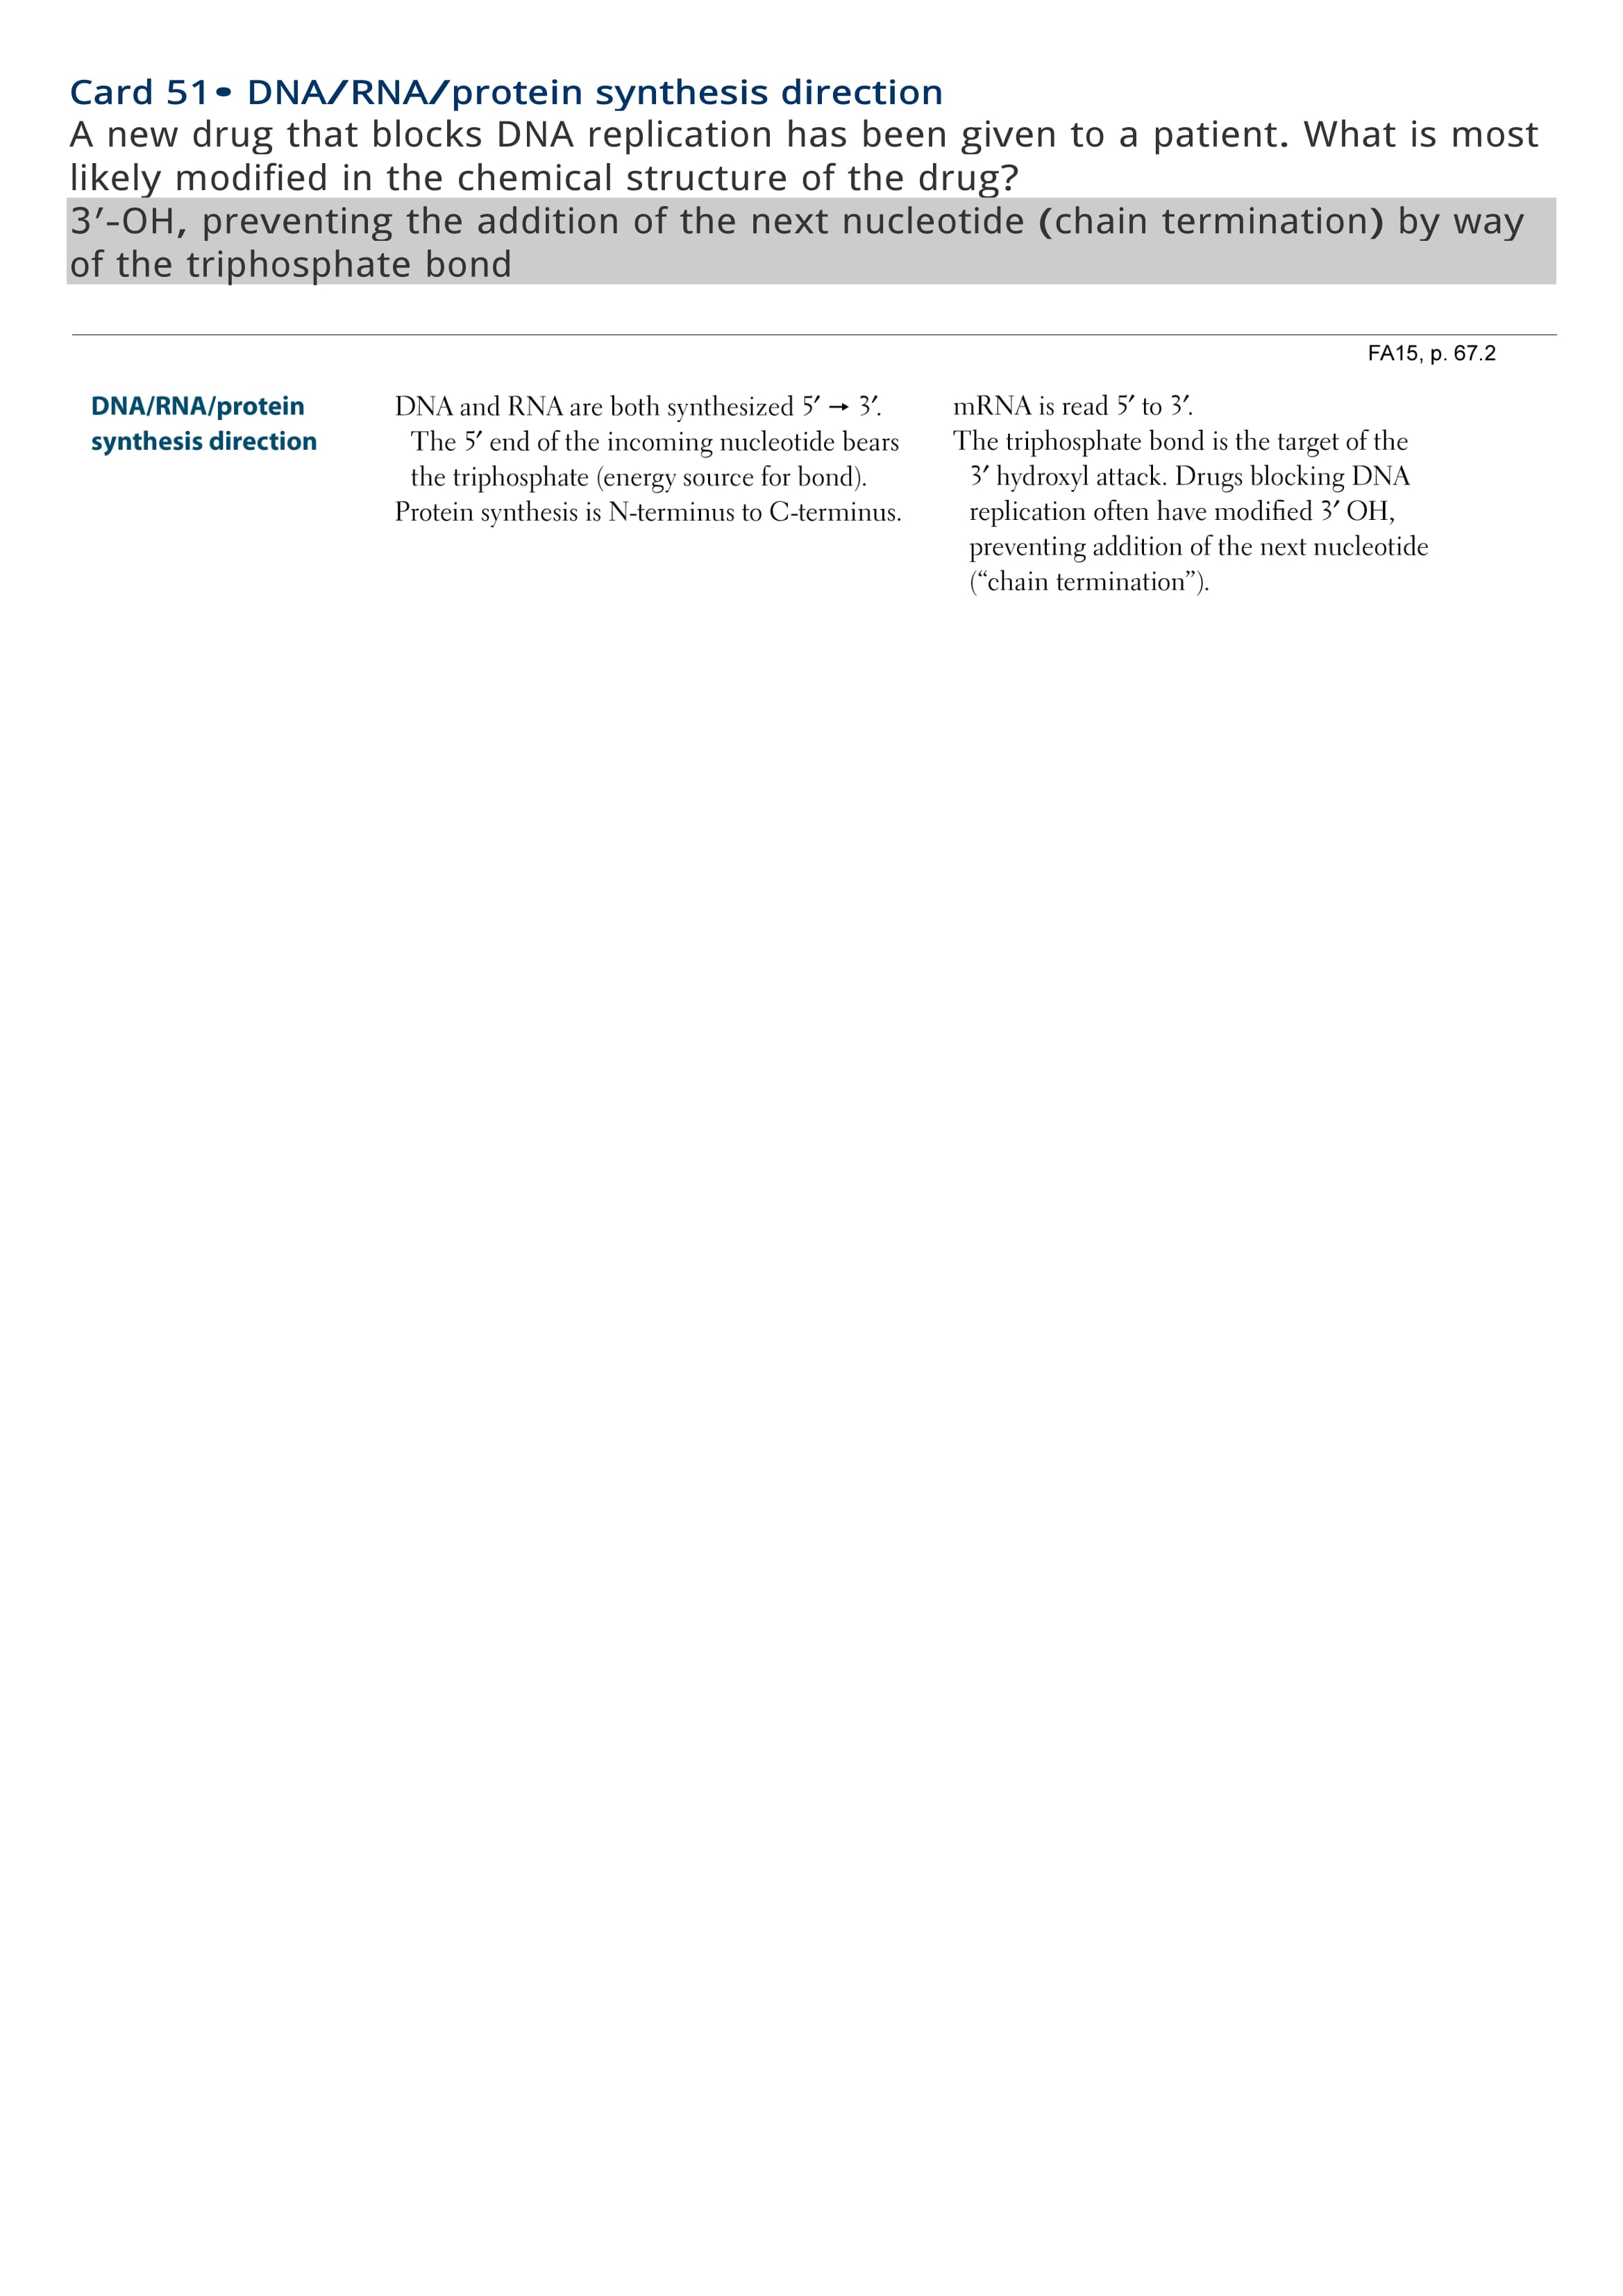 Card 51• DNA/RNA/protein synthesis direction
A new drug that blocks DNA replication has been given to a patient. What is most
likely modified in the chemical structure of the drug?
3′-OH, preventing the addition of the next nucleotide (chain termination) by way
of the triphosphate bond
FA15, p. 67.2
DNA/RNA/protein
synthesis direction
DNA and RNA are both synthesized 5′ → 3′.
The 5′ end of the incoming nucleotide bears
the triphosphate (energy source for bond).
Protein synthesis is N-terminus to C-terminus.
mRNA is read 5′ to 3′.
The triphosphate bond is the target of the
3′ hydroxyl attack. Drugs blocking DNA
replication often have modified 3′ OH,
preventing addition of the next nucleotide
(“chain termination”).